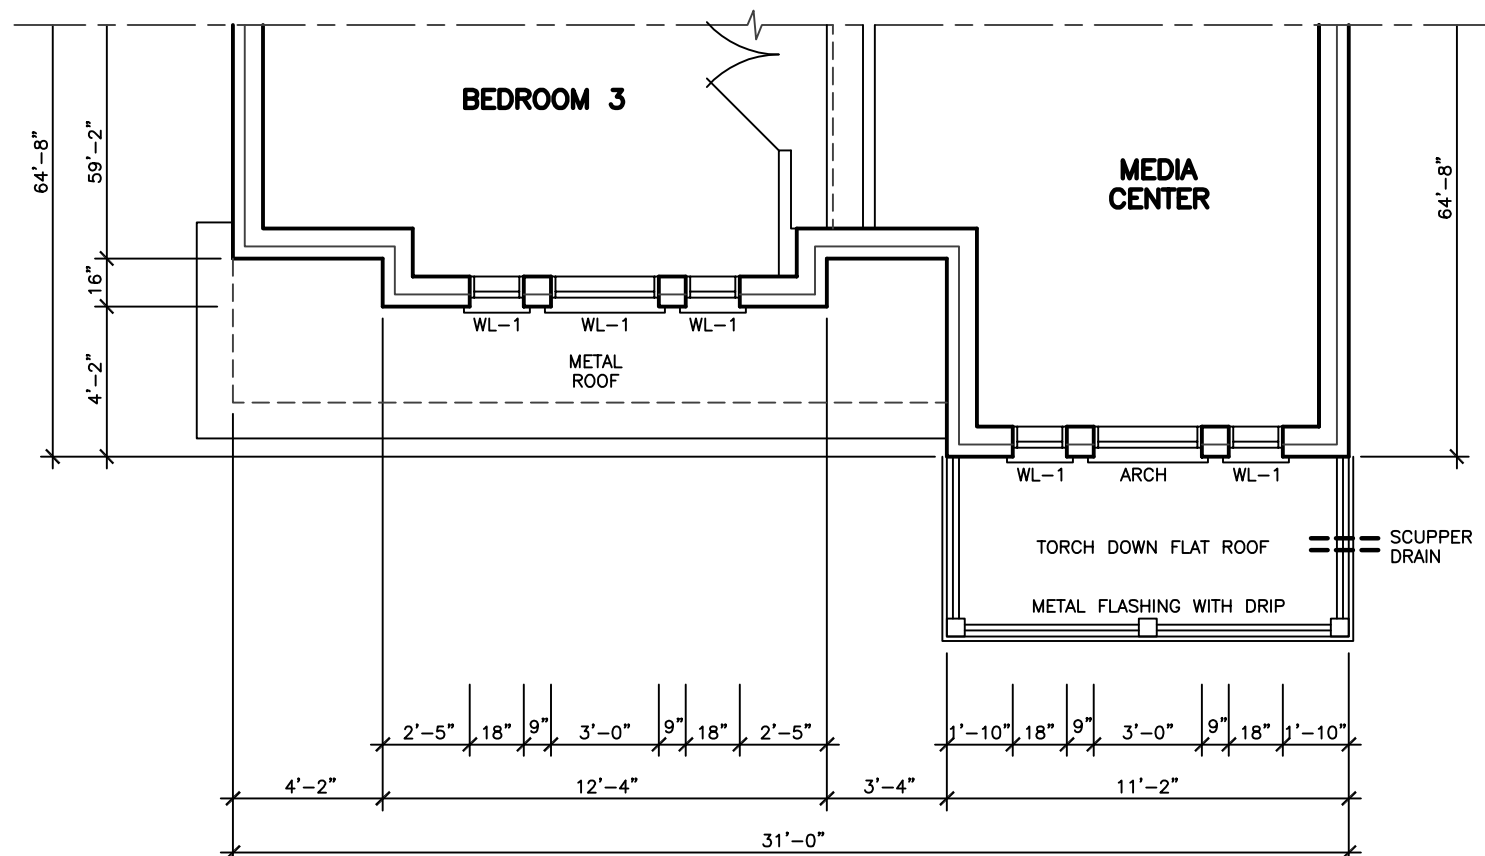 BEDROOM 3
MEDIA
CENTER
64'-8"
59'-2"
16"
4'-2"
64'-8"
WL-1
WL-1
WL-1
METAL
ROOF
WL-1
ARCH
WL-1
TORCH DOWN FLAT ROOF
SCUPPER
DRAIN
METAL FLASHING WITH DRIP
2'-5"
18"
9"
3'-0"
9"
18"
2'-5"
1'-10"
18"
9"
3'-0"
9"
18"
1'-10"
4'-2"
12'-4"
3'-4"
11'-2"
31'-0"